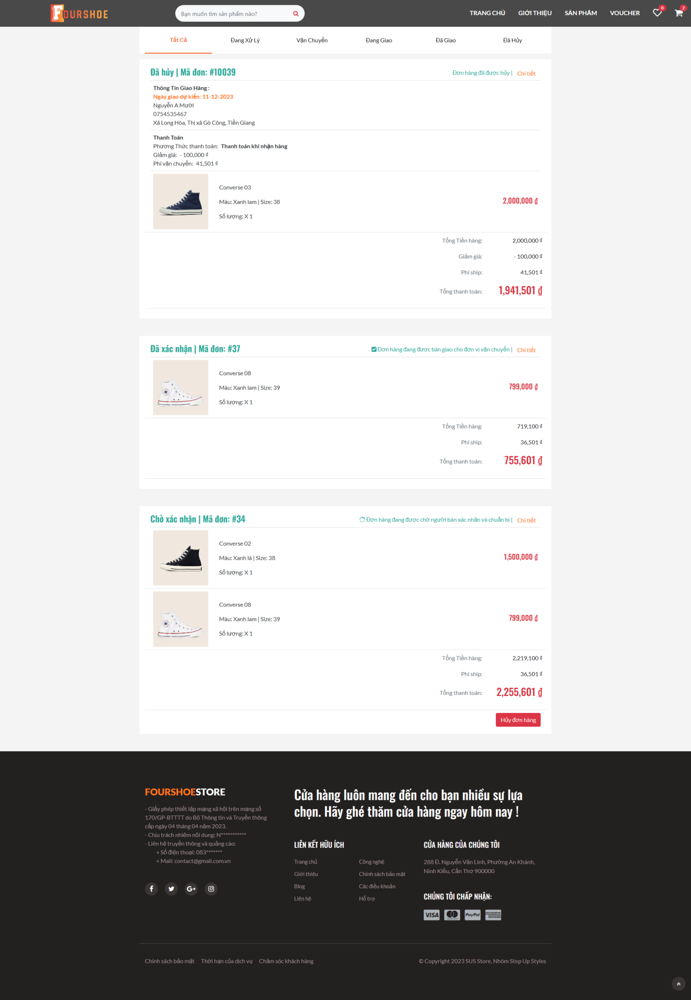 FOURSHOE
Bạn muốn tìm sản phẩm nào?
TRANG CHỦ GIỚI THIỆU SẢN PHẨM VOUCHER 0 2
Tất Cả Đang Xử Lý Vận Chuyển Đang Giao Đã Giao Đã Hủy
Đã hủy | Mã đơn: #10039 Đơn hàng đã được hủy | Chi tiết
Thông Tin Giao Hàng :
Ngày giao dự kiến: 11-12-2023
Nguyễn A Mười
0754535467
Xã Long Hòa, Thị xã Gò Công, Tiền Giang
Thanh Toán
Phương Thức thanh toán: Thanh toán khi nhận hàng
Giảm giá: - 100,000 ₫
Phí vận chuyển: 41,501 ₫
Converse 03
Màu: Xanh lam | Size: 38 2,000,000 ₫
Số lượng: X 1
Tổng Tiền hàng: 2,000,000 ₫
Giảm giá: - 100,000 ₫
Phí ship: 41,501 ₫
Tổng thanh toán: 1,941,501 ₫
Đã xác nhận | Mã đơn: #37 Đơn hàng đang được bàn giao cho đơn vị vận chuyển | Chi tiết
Converse 08
Màu: Xanh lam | Size: 39 799,000 ₫
Số lượng: X 1
Tổng Tiền hàng: 719,100 ₫
Phí ship: 36,501 ₫
Tổng thanh toán: 755,601 ₫
Chờ xác nhận | Mã đơn: #34 Đơn hàng đang được chờ người bán xác nhận và chuẩn bị | Chi tiết
Converse 02
Màu: Xanh lá | Size: 38 1,500,000 ₫
Số lượng: X 1
Converse 08
Màu: Xanh lam | Size: 39 799,000 ₫
Số lượng: X 1
Tổng Tiền hàng: 2,219,100 ₫
Phí ship: 36,501 ₫
Tổng thanh toán: 2,255,601 ₫
Hủy đơn hàng
FOURSHOESTORE
- Giấy phép thiết lập mạng xã hội trên mạng số
170/GP-BTTTT do Bộ Thông tin và Truyền thông
cấp ngày 04 tháng 04 năm 2023.
- Chịu trách nhiệm nội dung: N***********
- Liên hệ truyền thông và quảng cáo:
+ Số điện thoại: 083*******
+ Mail: contact@gmail.com.vn
Cửa hàng luôn mang đến cho bạn nhiều sự lựa
chọn. Hãy ghé thăm cửa hàng ngay hôm nay !
LIÊN KẾT HỮU ÍCH
Trang chủ Công nghệ
Giới thiệu Chính sách bảo mật
Blog Các điều khoản
Liên hệ Hỗ trợ
CỬA HÀNG CỦA CHÚNG TÔI
288 Đ. Nguyễn Văn Linh, Phường An Khánh,
Ninh Kiều, Cần Thơ 900000
CHÚNG TÔI CHẤP NHẬN:
VISA PayPal AMERICAN EXPRESS
Chính sách bảo mật Thời hạn của dịch vụ Chăm sóc khách hàng
© Copyright 2023 SUS Store, Nhóm Step Up Styles